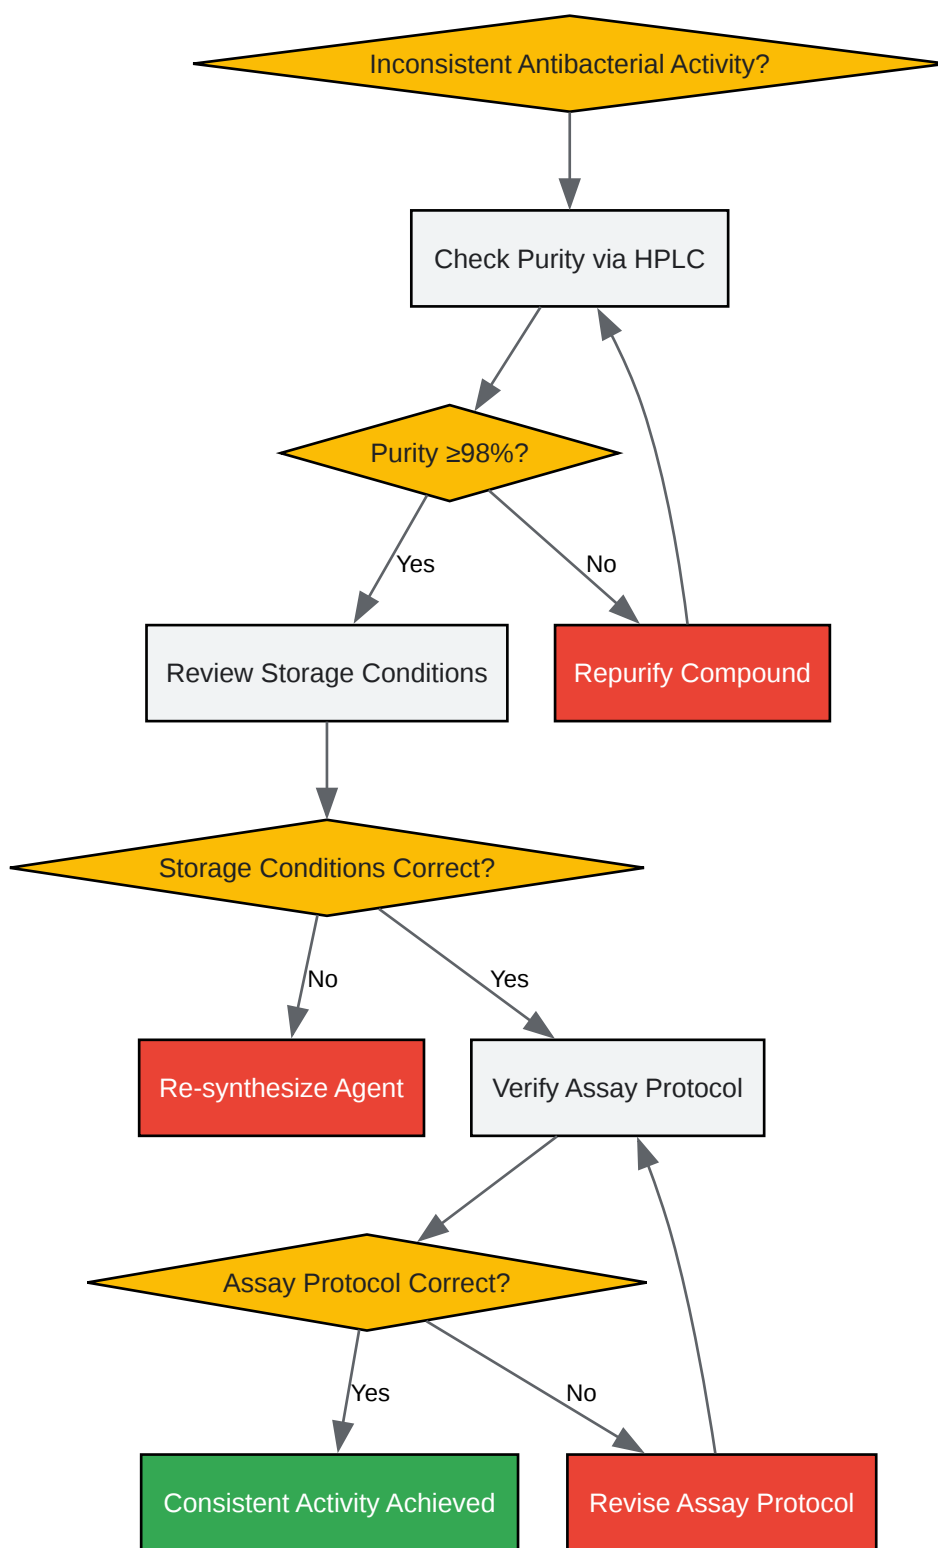 Inconsistent Antibacterial Activity?
Check Purity via HPLC
Purity ≥98%?
Yes
No
Review Storage Conditions
Repurify Compound
Storage Conditions Correct?
No
Yes
Re-synthesize Agent
Verify Assay Protocol
Assay Protocol Correct?
Yes
No
Consistent Activity Achieved
Revise Assay Protocol